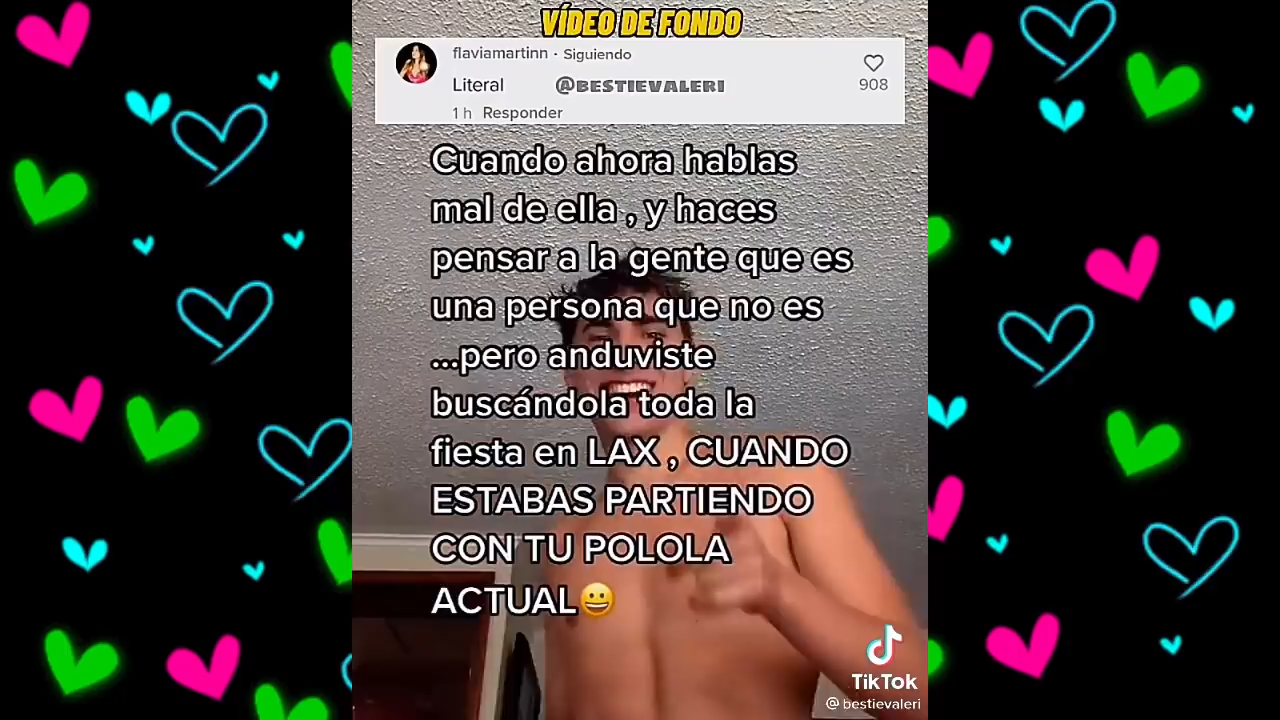 VÍDEO DE FONDO
flaviamartinn · Siguiendo
Literal @BESTIEVALERI
908
1 h Responder
Cuando ahora hablas
mal de ella , y haces
pensar a la gente que es
una persona que no es
...pero anduviste
buscándola toda la
fiesta en LAX , CUANDO
ESTABAS PARTIENDO
CON TU POLOLA
ACTUAL😀
TikTok
@bestievaleri